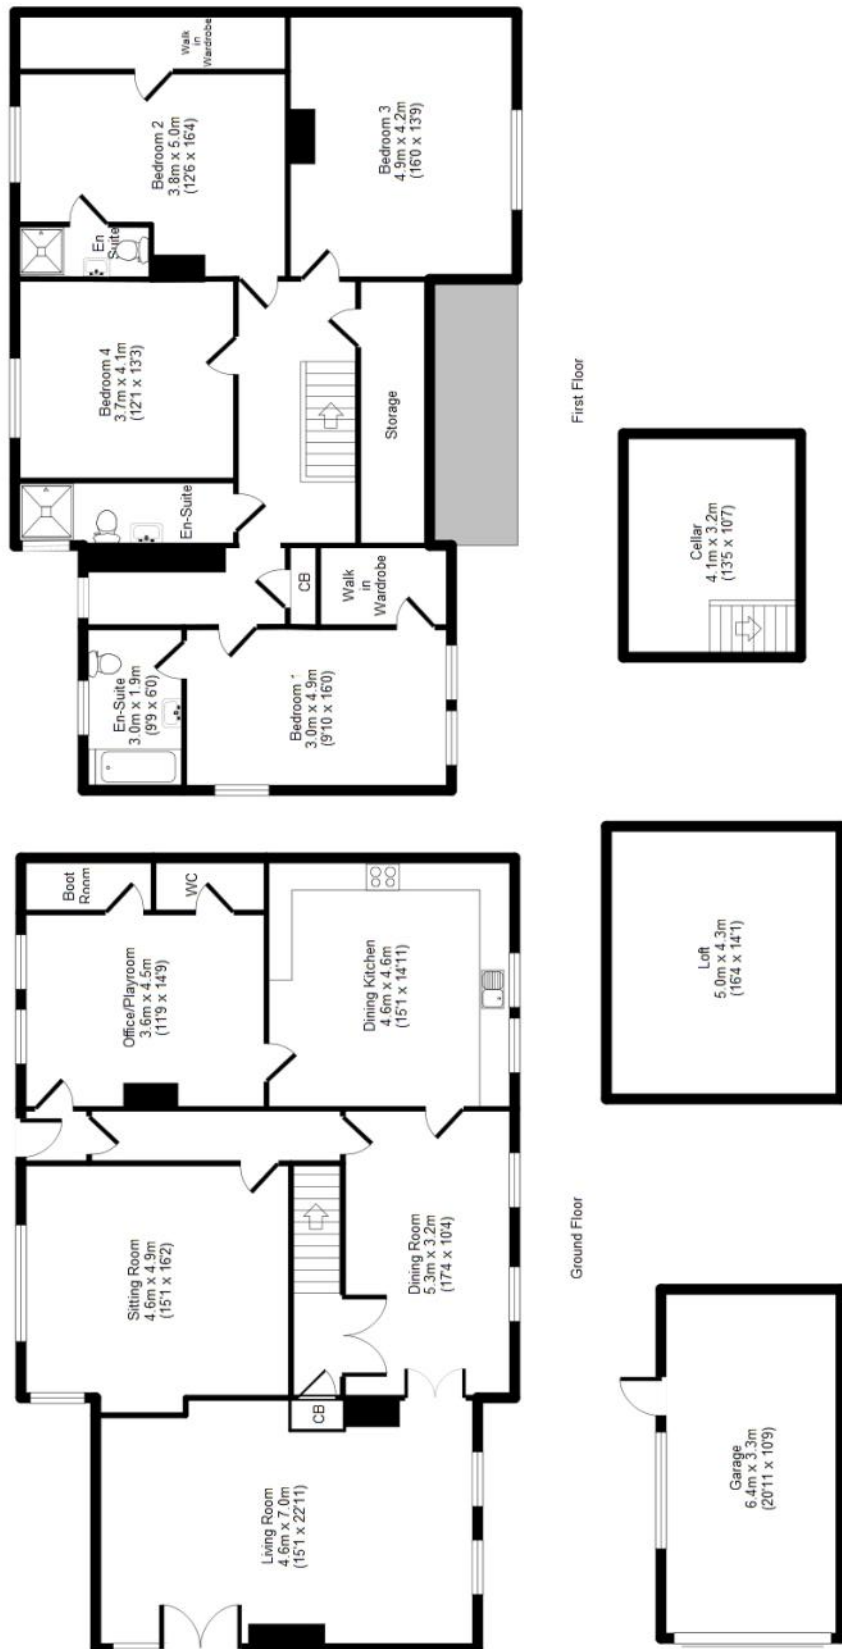 Walk
in
Wardrobe
Bedroom 2
3.8m x 5.0m
(12'6 x 16'4)
Bedroom 3
4.9m x 4.2m
(16'0 x 13'9)
En
Suite
Bedroom 4
3.7m x 4.1m
(12'1 x 13'3)
Storage
En-Suite
CB
Walk
in
Wardrobe
En-Suite
3.0m x 1.9m
(9'9 x 6'0)
Bedroom 1
3.0m x 4.9m
(9'10 x 16'0)
First Floor
Cellar
4.1m x 3.2m
(13'5 x 10'7)
Boot
Room
WC
Office/Playroom
3.6m x 4.5m
(11'9 x 14'9)
Dining Kitchen
4.6m x 4.6m
(15'1 x 14'11)
Sitting Room
4.6m x 4.9m
(15'1 x 16'2)
Dining Room
5.3m x 3.2m
(17'4 x 10'4)
CB
Living Room
4.6m x 7.0m
(15'1 x 22'11)
Ground Floor
Loft
5.0m x 4.3m
(16'4 x 14'1)
Garage
6.4m x 3.3m
(20'11 x 10'9)